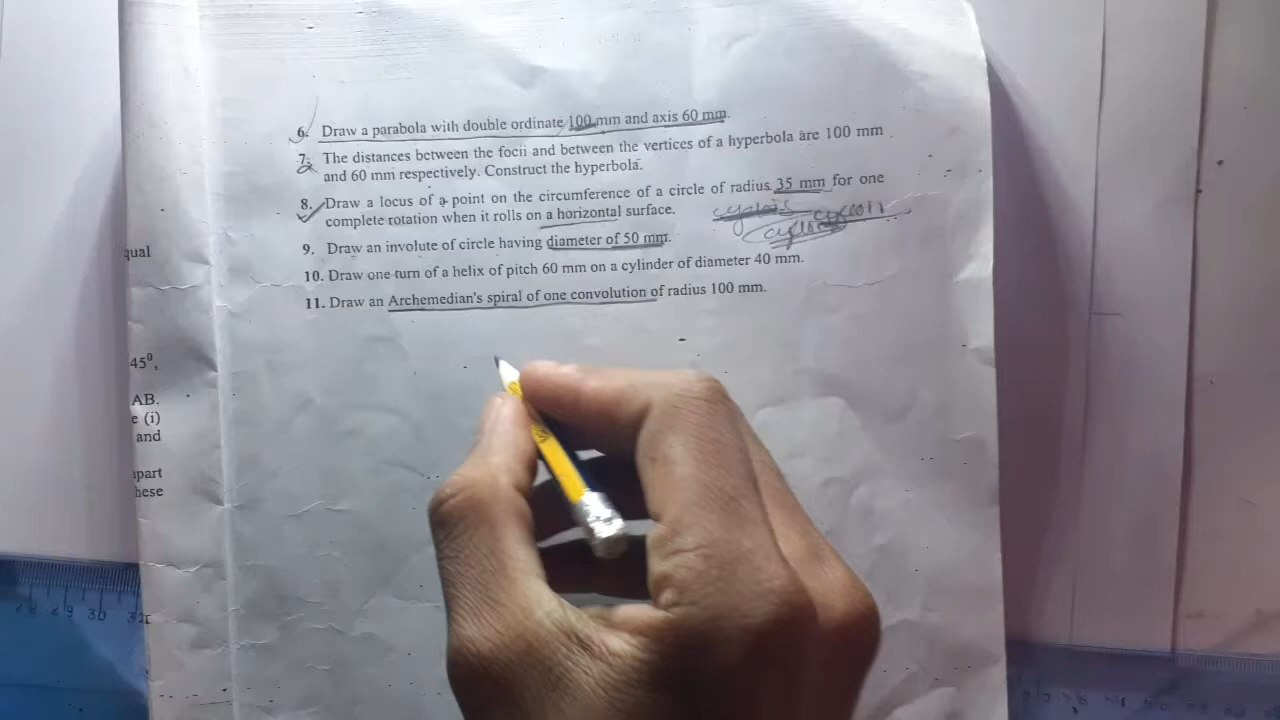 6. Draw a parabola with double ordinate 100 mm and axis 60 mm.
7. The distances between the focii and between the vertices of a hyperbola are 100 mm
and 60 mm respectively. Construct the hyperbola.
8. Draw a locus of a point on the circumference of a circle of radius 35 mm for one
complete rotation when it rolls on a horizontal surface.
9. Draw an involute of circle having diameter of 50 mm.
10. Draw one turn of a helix of pitch 60 mm on a cylinder of diameter 40 mm.
11. Draw an Archemedian's spiral of one convolution of radius 100 mm.
qual
45⁰,
AB.
e (i)
and
apart
hese
29 30